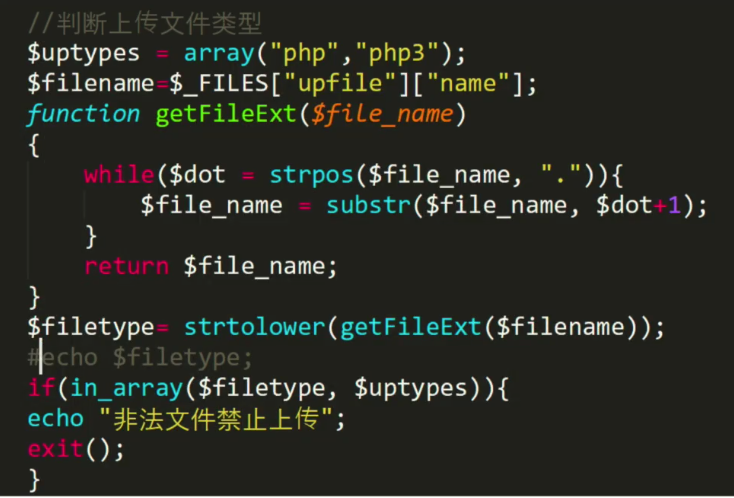 //判断上传文件类型
$uptypes = array("php","php3");
$filename=$_FILES["upfile"]["name"];
function getFileExt($file_name)
{
while($dot = strpos($file_name, ".")){
$file_name = substr($file_name, $dot+1);
}
return $file_name;
}
$filetype= strtolower(getFileExt($filename));
#echo $filetype;
if(in_array($filetype, $uptypes)){
echo "非法文件禁止上传";
exit();
}